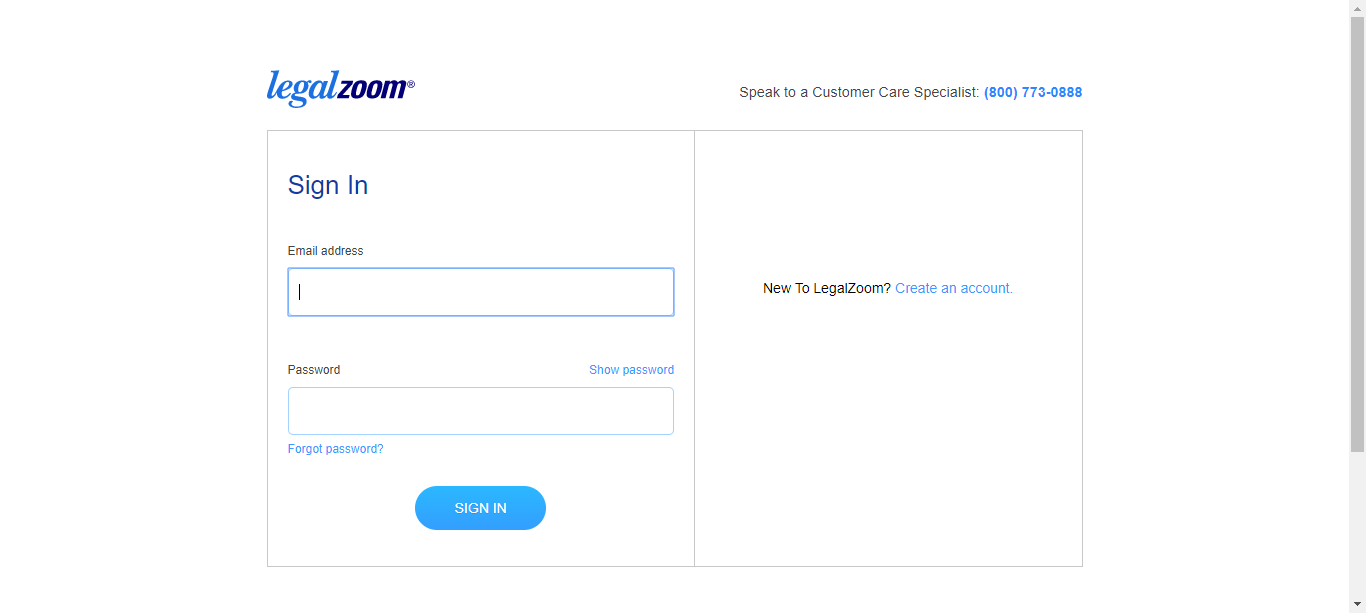 legalzoom®
Speak to a Customer Care Specialist: (800) 773-0888
Sign In
Email address
Password
Show password
Forgot password?
SIGN IN
New To LegalZoom? Create an account.